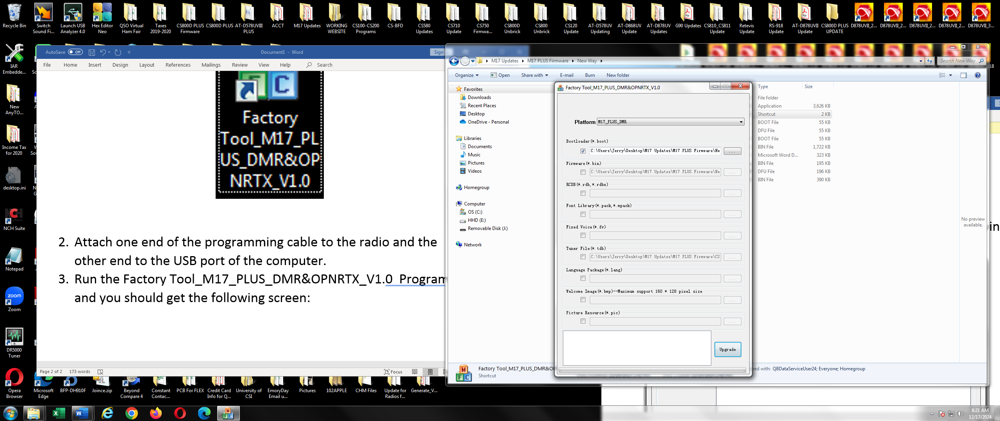 Recycle Bin
Switch Sound Fi...
Launch USB Analyzer 4.0
Hex Editor Neo
QSO Virtual Ham Fair
Taxes 2019-2020
CS800D PLUS Firmware
CS800D PLUS
AT-D578UVIII PLUS
ACCT
M17 Updates
WORKING WEBSITE
CS100-CS200 Programs
CS-BFD
CS580 Updates
CS710 Update
CS750 Firmwa...
CS800D Unbrick
CS800 Unbrick
CS120 Update
AT-D578UV Updating
AT-D868UV Update
AT-D878UV Updates
G90 Updates
CS810_CS811 Update
Retevis Update
RS-918 Update
AT-D878UVII Update
CS800D PLUS UPDATE
D878UVII_2...
D878UVII_2...
D878UVII_2...
D878UVII_2...
D878UVII_3...
IAR Embedde...
New AnyTO...
Income Tax for 2020
desktop.ini
NCH Suite
Notepad
zoom
Zoom
DR5000 Tuner
Opera Browser
Microsoft Edge
BFP-DH910F
Joince.zip
Beyond Compare 4
Constant Contac...
PCB For FLEX
Credit Card Info for Q...
University of CSI
EmoryDay Email u...
Pictures
102APPLE
CHM Files
Update for Radios f...
Generate_V...
AutoSave Off
Document1 - Word
Sign
File Home Insert Design Layout References Mailings Review View Help Search
Factory
Tool_M17_PL
US_DMR&OP
NRTX_V1.0
2. Attach one end of the programming cable to the radio and the
other end to the USB port of the computer.
3. Run the Factory Tool_M17_PLUS_DMR&OPNRTX_V1.0 Program
and you should get the following screen:
Page 2 of 2 173 words
Focus
M17 Updates M17 PLUS Firmware New Way
Search New Way
Organize Open Share with E-mail Burn New folder
Favorites
Downloads
Recent Places
Desktop
OneDrive - Personal
Libraries
Documents
Music
Pictures
Videos
Homegroup
Computer
OS (C:)
HHD (E:)
Removable Disk (J:)
Network
Type Size
File folder
Application 3,626 KB
Shortcut 2 KB
BOOT File 55 KB
DFU File 55 KB
BOOT File 55 KB
BIN File 1,722 KB
Microsoft Word D... 323 KB
BIN File 195 KB
DFU File 196 KB
BIN File 390 KB
No preview available.
Factory Tool_M17_PLUS_DMR&OPNRTX_V1.0
Platform M17_PLUS_DMR
Bootloader(*.boot)
C:\Users\Jerry\Desktop\M17 Updates\M17 PLUS Firmware\Ne ...
Firmware(*.bin)
C:\Users\Jerry\Desktop\M17 Updates\M17 PLUS Firmware\Ne ...
RCDB(*.rdb,*.rdbx)
...
Font Library(*.pack,*.mpack)
...
Fixed Voice(*.fv)
...
Tuner File(*.tdb)
C:\Users\Jerry\Desktop\M17 Updates\M17 PLUS Firmware\CS ...
Language Package(*.lang)
...
Welcome Image(*.bmp)--Maximum support 160 * 128 pixel size
...
Picture Resource(*.pic)
...
Upgrade
Factory Tool_M17_PLUS_DMR&OP
Shortcut
red with: QBDataServiceUser24; Everyone; Homegroup
in
18
8:21 AM
12/17/2024